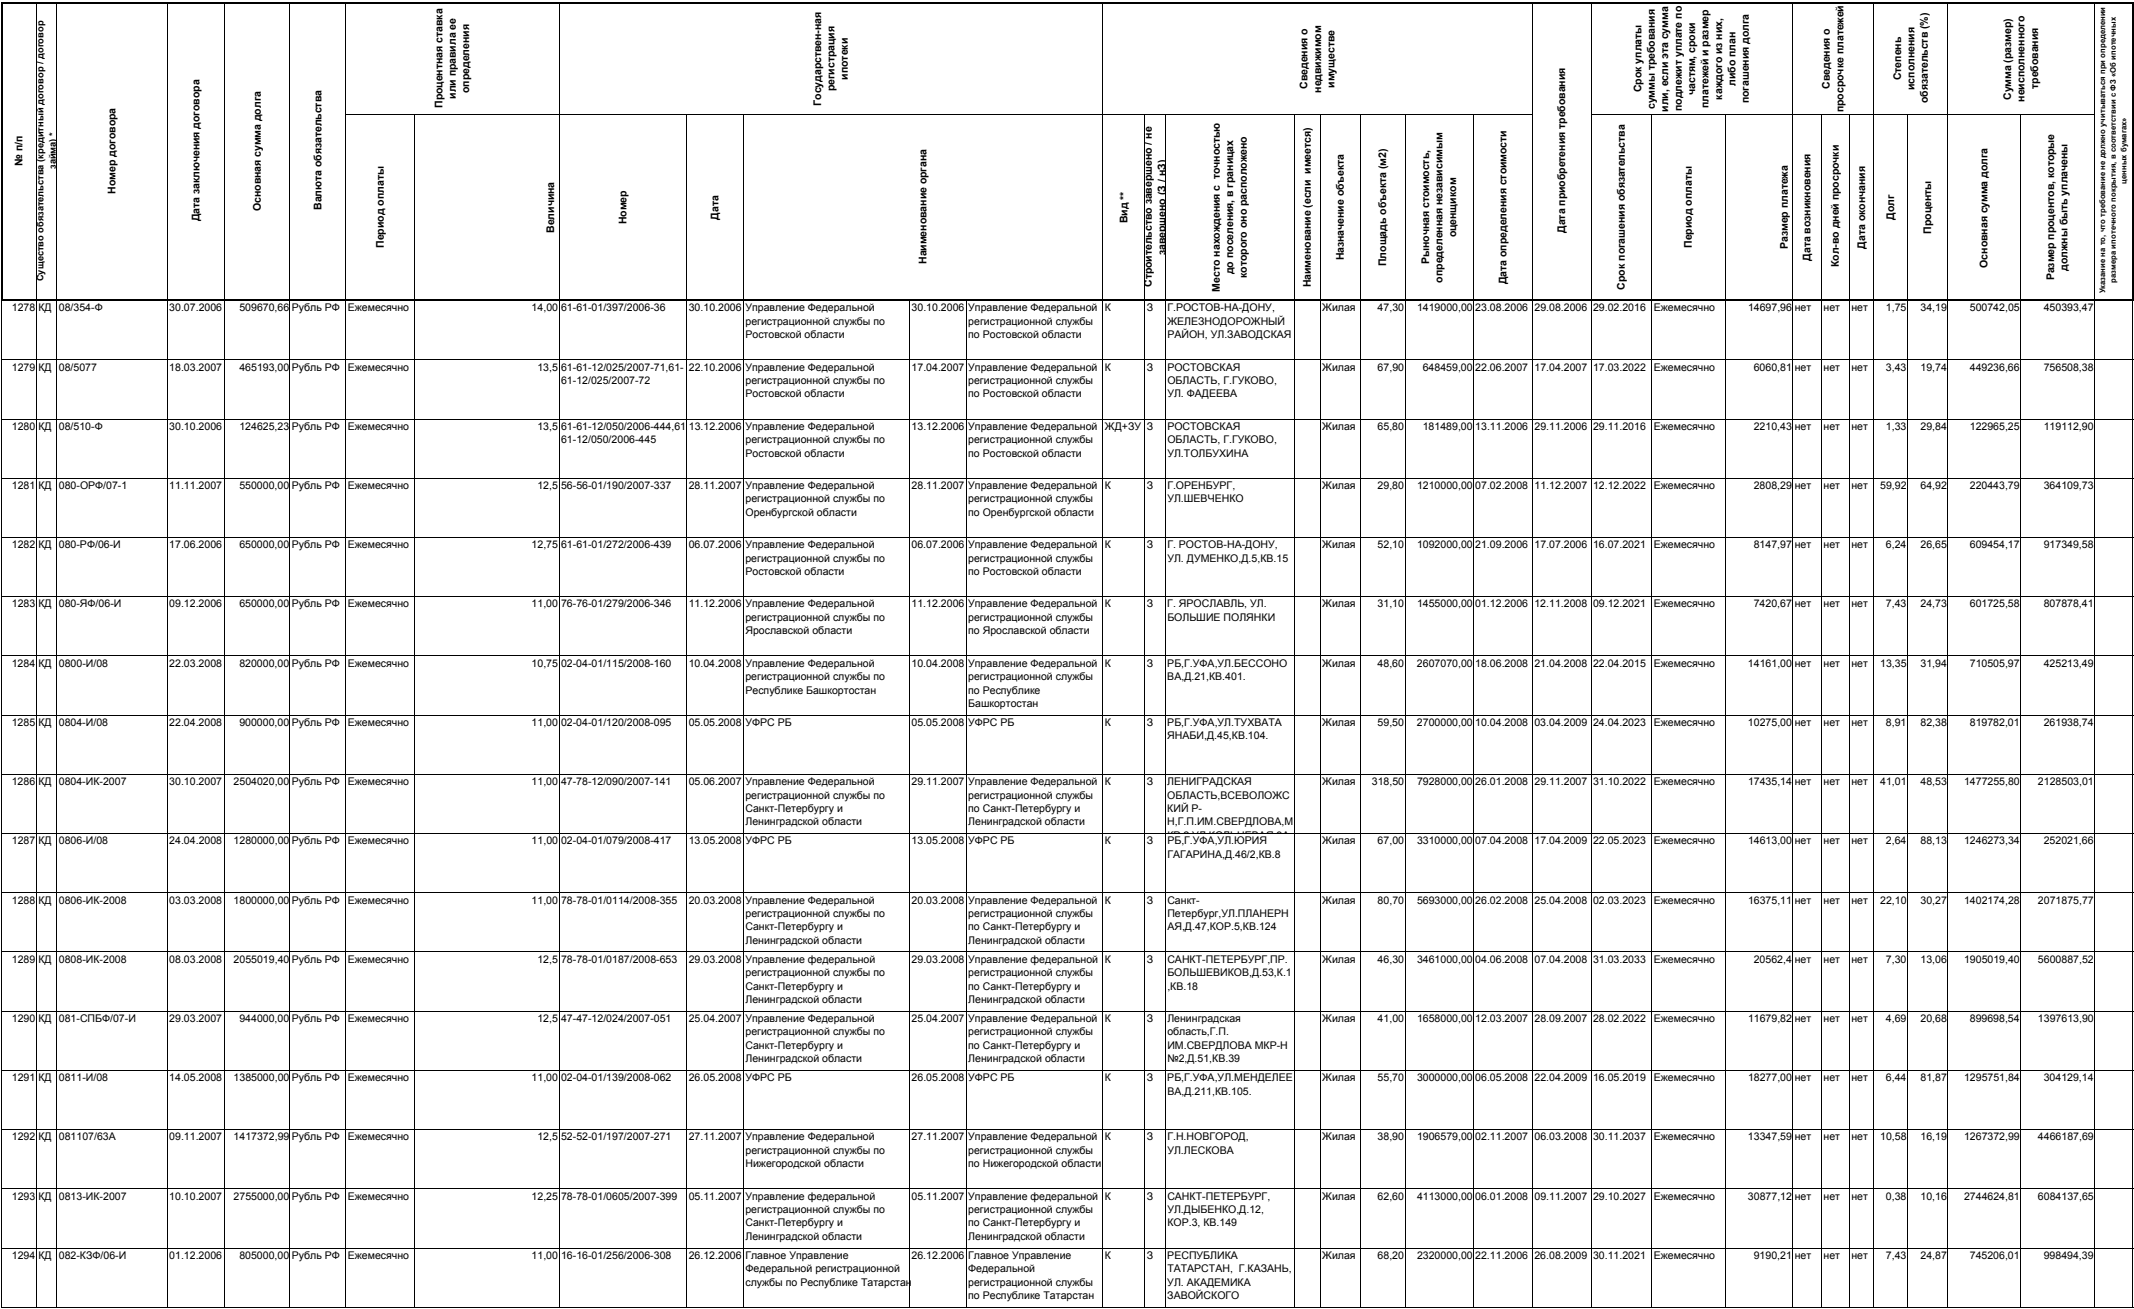 № п/п
Существо обязательства (кредитный договор / договор займа) *
Номер договора
Дата заключения договора
Основная сумма долга
Валюта обязательства
Процентная ставка или правила ее определения
Период оплаты
Величина
Государствен-ная регистрация ипотеки
Номер
Дата
Наименование органа
Сведения о недвижимом имуществе
Вид **
Строительство завершено / не завершено (З / нЗ)
Место нахождения с точностью до поселения, в границах которого оно расположено
Наименование (если имеется)
Назначение объекта
Площадь объекта (м2)
Рыночная стоимость, определенная независимым оценщиком
Дата определения стоимости
Дата приобретения требования
Срок уплаты суммы требования или, если эта сумма подлежит уплате по частям, сроки платежей и размер каждого из них, либо план погашения долга
Срок погашения обязательства
Период оплаты
Размер платежа
Сведения о просрочке платежей
Дата возникновения
Кол-во дней просрочки
Дата окончания
Степень исполнения обязательств (%)
Долг
Проценты
Сумма (размер) неисполненного требования
Основная сумма долга
Размер процентов, которые должны быть уплачены
Указание на то, что требование не должно учитываться при определении размера ипотечного покрытия, в соответствии с ФЗ «Об ипотечных ценных бумагах»
1278 КД 08/354-Ф 30.07.2006 509670,66 Рубль РФ Ежемесячно 14,00 61-61-01/397/2006-36 30.10.2006 Управление Федеральной регистрационной службы по Ростовской области 30.10.2006 Управление Федеральной регистрационной службы по Ростовской области К З Г.РОСТОВ-НА-ДОНУ, ЖЕЛЕЗНОДОРОЖНЫЙ РАЙОН, УЛ.ЗАВОДСКАЯ Жилая 47,30 1419000,00 23.08.2006 29.08.2006 29.02.2016 Ежемесячно 14697,96 нет нет нет 1,75 34,19 500742,05 450393,47
1279 КД 08/5077 18.03.2007 465193,00 Рубль РФ Ежемесячно 13,5 61-61-12/025/2007-71,61-61-12/025/2007-72 22.10.2006 Управление Федеральной регистрационной службы по Ростовской области 17.04.2007 Управление Федеральной регистрационной службы по Ростовской области К З РОСТОВСКАЯ ОБЛАСТЬ, Г.ГУКОВО, УЛ. ФАДЕЕВА Жилая 67,90 648459,00 22.06.2007 17.04.2007 17.03.2022 Ежемесячно 6060,81 нет нет нет 3,43 19,74 449236,66 756508,38
1280 КД 08/510-Ф 30.10.2006 124625,23 Рубль РФ Ежемесячно 13,5 61-61-12/050/2006-444,61 61-12/050/2006-445 13.12.2006 Управление Федеральной регистрационной службы по Ростовской области 13.12.2006 Управление Федеральной регистрационной службы по Ростовской области ЖД+ЗУ З РОСТОВСКАЯ ОБЛАСТЬ, Г.ГУКОВО, УЛ.ТОЛБУХИНА Жилая 65,80 181489,00 13.11.2006 29.11.2006 29.11.2016 Ежемесячно 2210,43 нет нет нет 1,33 29,84 122965,25 119112,90
1281 КД 080-ОРФ/07-1 11.11.2007 550000,00 Рубль РФ Ежемесячно 12,5 56-56-01/190/2007-337 28.11.2007 Управление Федеральной регистрационной службы по Оренбургской области 28.11.2007 Управление Федеральной регистрационной службы по Оренбургской области К З Г.ОРЕНБУРГ, УЛ.ШЕВЧЕНКО Жилая 29,80 1210000,00 07.02.2008 11.12.2007 12.12.2022 Ежемесячно 2808,29 нет нет нет 59,92 64,92 220443,79 364109,73
1282 КД 080-РФ/06-И 17.06.2006 650000,00 Рубль РФ Ежемесячно 12,75 61-61-01/272/2006-439 06.07.2006 Управление Федеральной регистрационной службы по Ростовской области 06.07.2006 Управление Федеральной регистрационной службы по Ростовской области К З Г. РОСТОВ-НА-ДОНУ, УЛ. ДУМЕНКО,Д.5,КВ.15 Жилая 52,10 1092000,00 21.09.2006 17.07.2006 16.07.2021 Ежемесячно 8147,97 нет нет нет 6,24 26,65 609454,17 917349,58
1283 КД 080-ЯФ/06-И 09.12.2006 650000,00 Рубль РФ Ежемесячно 11,00 76-76-01/279/2006-346 11.12.2006 Управление Федеральной регистрационной службы по Ярославской области 11.12.2006 Управление Федеральной регистрационной службы по Ярославской области К З Г. ЯРОСЛАВЛЬ, УЛ. БОЛЬШИЕ ПОЛЯНКИ Жилая 31,10 1455000,00 01.12.2006 12.11.2008 09.12.2021 Ежемесячно 7420,67 нет нет нет 7,43 24,73 601725,58 807878,41
1284 КД 0800-И/08 22.03.2008 820000,00 Рубль РФ Ежемесячно 10,75 02-04-01/115/2008-160 10.04.2008 Управление Федеральной регистрационной службы по Республике Башкортостан 10.04.2008 Управление Федеральной регистрационной службы по Республике Башкортостан К З РБ,Г.УФА,УЛ.БЕССОНОВА,Д.21,КВ.401. Жилая 48,60 2607070,00 18.06.2008 21.04.2008 22.04.2015 Ежемесячно 14161,00 нет нет нет 13,35 31,94 710505,97 425213,49
1285 КД 0804-И/08 22.04.2008 900000,00 Рубль РФ Ежемесячно 11,00 02-04-01/120/2008-095 05.05.2008 УФРС РБ 05.05.2008 УФРС РБ К З РБ,Г.УФА,УЛ.ТУХВАТА ЯНАБИ,Д.45,КВ.104. Жилая 59,50 2700000,00 10.04.2008 03.04.2009 24.04.2023 Ежемесячно 10275,00 нет нет нет 8,91 82,38 819782,01 261938,74
1286 КД 0804-ИК-2007 30.10.2007 2504020,00 Рубль РФ Ежемесячно 11,00 47-78-12/090/2007-141 05.06.2007 Управление Федеральной регистрационной службы по Санкт-Петербургу и Ленинградской области 29.11.2007 Управление Федеральной регистрационной службы по Санкт-Петербургу и Ленинградской области К З ЛЕНИГРАДСКАЯ ОБЛАСТЬ,ВСЕВОЛОЖСКИЙ Р-Н,Г.П.ИМ.СВЕРДЛОВА,М Жилая 318,50 7928000,00 26.01.2008 29.11.2007 31.10.2022 Ежемесячно 17435,14 нет нет нет 41,01 48,53 1477255,80 2128503,01
1287 КД 0806-И/08 24.04.2008 1280000,00 Рубль РФ Ежемесячно 11,00 02-04-01/079/2008-417 13.05.2008 УФРС РБ 13.05.2008 УФРС РБ К З РБ,Г.УФА,УЛ.ЮРИЯ ГАГАРИНА,Д.46/2,КВ.8 Жилая 67,00 3310000,00 07.04.2008 17.04.2009 22.05.2023 Ежемесячно 14613,00 нет нет нет 2,64 88,13 1246273,34 252021,66
1288 КД 0806-ИК-2008 03.03.2008 1800000,00 Рубль РФ Ежемесячно 11,00 78-78-01/0114/2008-355 20.03.2008 Управление Федеральной регистрационной службы по Санкт-Петербургу и Ленинградской области 20.03.2008 Управление Федеральной регистрационной службы по Санкт-Петербургу и Ленинградской области К З Санкт-Петербург,УЛ.ПЛАНЕРНАЯ,Д.47,КОР.5,КВ.124 Жилая 80,70 5693000,00 26.02.2008 25.04.2008 02.03.2023 Ежемесячно 16375,11 нет нет нет 22,10 30,27 1402174,28 2071875,77
1289 КД 0808-ИК-2008 08.03.2008 2055019,40 Рубль РФ Ежемесячно 12,5 78-78-01/0187/2008-653 29.03.2008 Управление федеральной регистрационной службы по Санкт-Петербургу и Ленинградской области 29.03.2008 Управление федеральной регистрационной службы по Санкт-Петербургу и Ленинградской области К З САНКТ-ПЕТЕРБУРГ,ПР. БОЛЬШЕВИКОВ,Д.53,К.1,КВ.18 Жилая 46,30 3461000,00 04.06.2008 07.04.2008 31.03.2033 Ежемесячно 20562,4 нет нет нет 7,30 13,06 1905019,40 5600887,52
1290 КД 081-СПБФ/07-И 29.03.2007 944000,00 Рубль РФ Ежемесячно 12,5 47-47-12/024/2007-051 25.04.2007 Управление Федеральной регистрационной службы по Санкт-Петербургу и Ленинградской области 25.04.2007 Управление Федеральной регистрационной службы по Санкт-Петербургу и Ленинградской области К З Ленинградская область,Г.П. ИМ.СВЕРДЛОВА МКР-Н №2,Д.51,КВ.39 Жилая 41,00 1658000,00 12.03.2007 28.09.2007 28.02.2022 Ежемесячно 11679,82 нет нет нет 4,69 20,68 899698,54 1397613,90
1291 КД 0811-И/08 14.05.2008 1385000,00 Рубль РФ Ежемесячно 11,00 02-04-01/139/2008-062 26.05.2008 УФРС РБ 26.05.2008 УФРС РБ К З РБ,Г.УФА,УЛ.МЕНДЕЛЕЕВА,Д.211,КВ.105. Жилая 55,70 3000000,00 06.05.2008 22.04.2009 16.05.2019 Ежемесячно 18277,00 нет нет нет 6,44 81,87 1295751,84 304129,14
1292 КД 081107/63А 09.11.2007 1417372,99 Рубль РФ Ежемесячно 12,5 52-52-01/197/2007-271 27.11.2007 Управление Федеральной регистрационной службы по Нижегородской области 27.11.2007 Управление Федеральной регистрационной службы по Нижегородской области К З Г.Н.НОВГОРОД, УЛ.ЛЕСКОВА Жилая 38,90 1906579,00 02.11.2007 06.03.2008 30.11.2037 Ежемесячно 13347,59 нет нет нет 10,58 16,19 1267372,99 4466187,69
1293 КД 0813-ИК-2007 10.10.2007 2755000,00 Рубль РФ Ежемесячно 12,25 78-78-01/0605/2007-399 05.11.2007 Управление федеральной регистрационной службы по Санкт-Петербургу и Ленинградской области 05.11.2007 Управление федеральной регистрационной службы по Санкт-Петербургу и Ленинградской области К З САНКТ-ПЕТЕРБУРГ, УЛ.ДЫБЕНКО,Д.12, КОР.3, КВ.149 Жилая 62,60 4113000,00 06.01.2008 09.11.2007 29.10.2027 Ежемесячно 30877,12 нет нет нет 0,38 10,16 2744624,81 6084137,65
1294 КД 082-КЗФ/06-И 01.12.2006 805000,00 Рубль РФ Ежемесячно 11,00 16-16-01/256/2006-308 26.12.2006 Главное Управление Федеральной регистрационной службы по Республике Татарстан 26.12.2006 Главное Управление Федеральной регистрационной службы по Республике Татарстан К З РЕСПУБЛИКА ТАТАРСТАН, Г.КАЗАНЬ, УЛ. АКАДЕМИКА ЗАВОЙСКОГО Жилая 68,20 2320000,00 22.11.2006 26.08.2009 30.11.2021 Ежемесячно 9190,21 нет нет нет 7,43 24,87 745206,01 998494,39